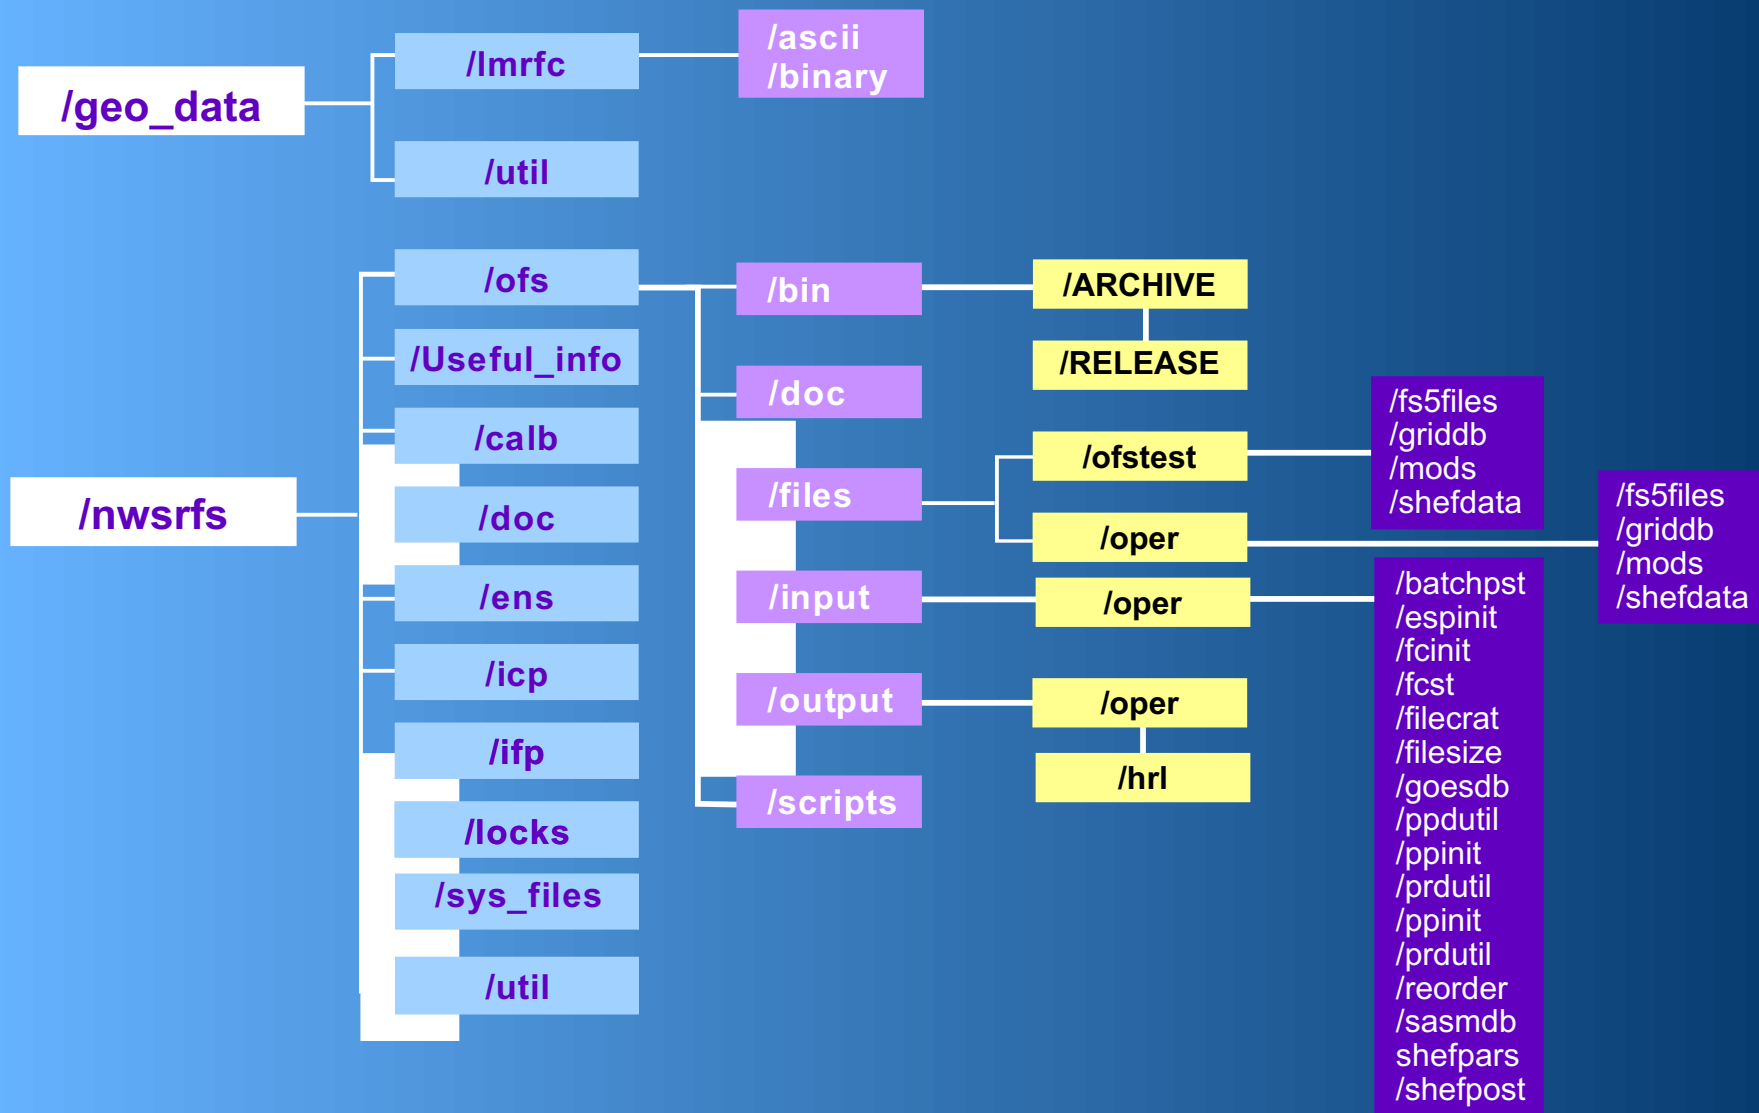 /geo_data
/lmrfc
/util
/ascii
/binary
/nwsrfs
/ofs
/Useful_info
/calb
/doc
/ens
/icp
/ifp
/locks
/sys_files
/util
/bin
/doc
/files
/input
/output
/scripts
/ARCHIVE
/RELEASE
/ofstest
/oper
/oper
/oper
/hrl
/fs5files
/griddb
/mods
/shefdata
/fs5files
/griddb
/mods
/shefdata
/batchpst
/espinit
/fcinit
/fcst
/filecrat
/filesize
/goesdb
/ppdutil
/ppinit
/prdutil
/ppinit
/prdutil
/reorder
/sasmdb
shefpars
/shefpost